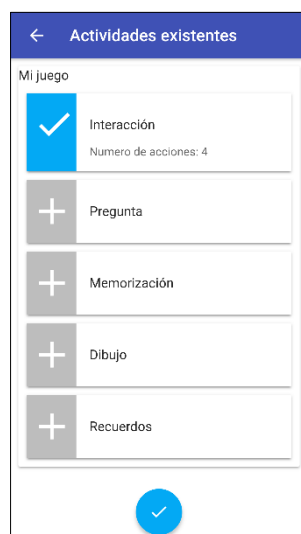 Actividades existentes
Mi juego
Interacción
Numero de acciones: 4
Pregunta
Memorización
Dibujo
Recuerdos